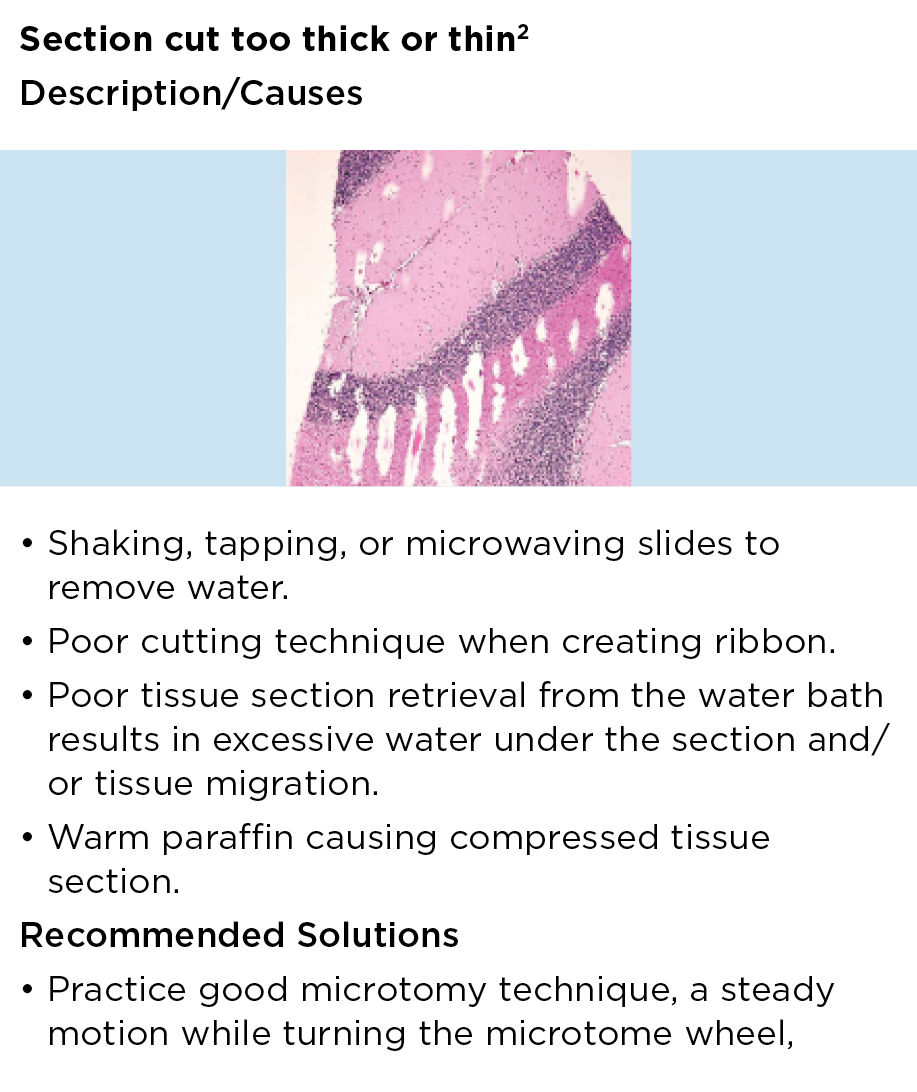 Section cut too thick or thin²
Description/Causes
• Shaking, tapping, or microwaving slides to
remove water.
• Poor cutting technique when creating ribbon.
• Poor tissue section retrieval from the water bath
results in excessive water under the section and/
or tissue migration.
• Warm paraffin causing compressed tissue
section.
Recommended Solutions
• Practice good microtomy technique, a steady
motion while turning the microtome wheel,